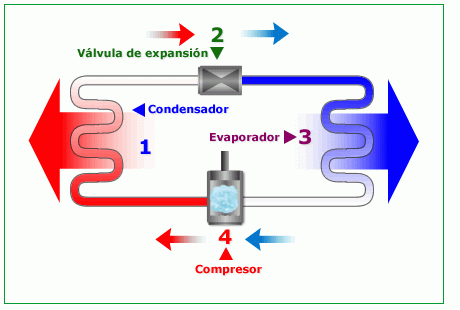 2
Válvula de expansión
Condensador
1
Evaporador
3
4
Compresor